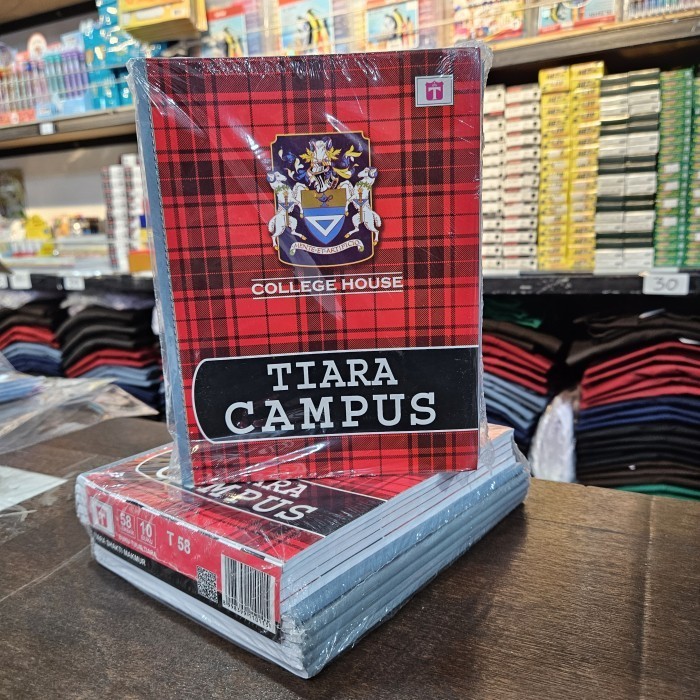 COLLEGE HOUSE
TIARA
CAMPUS
TIARA
CAMPUS
58
10
T 58
30